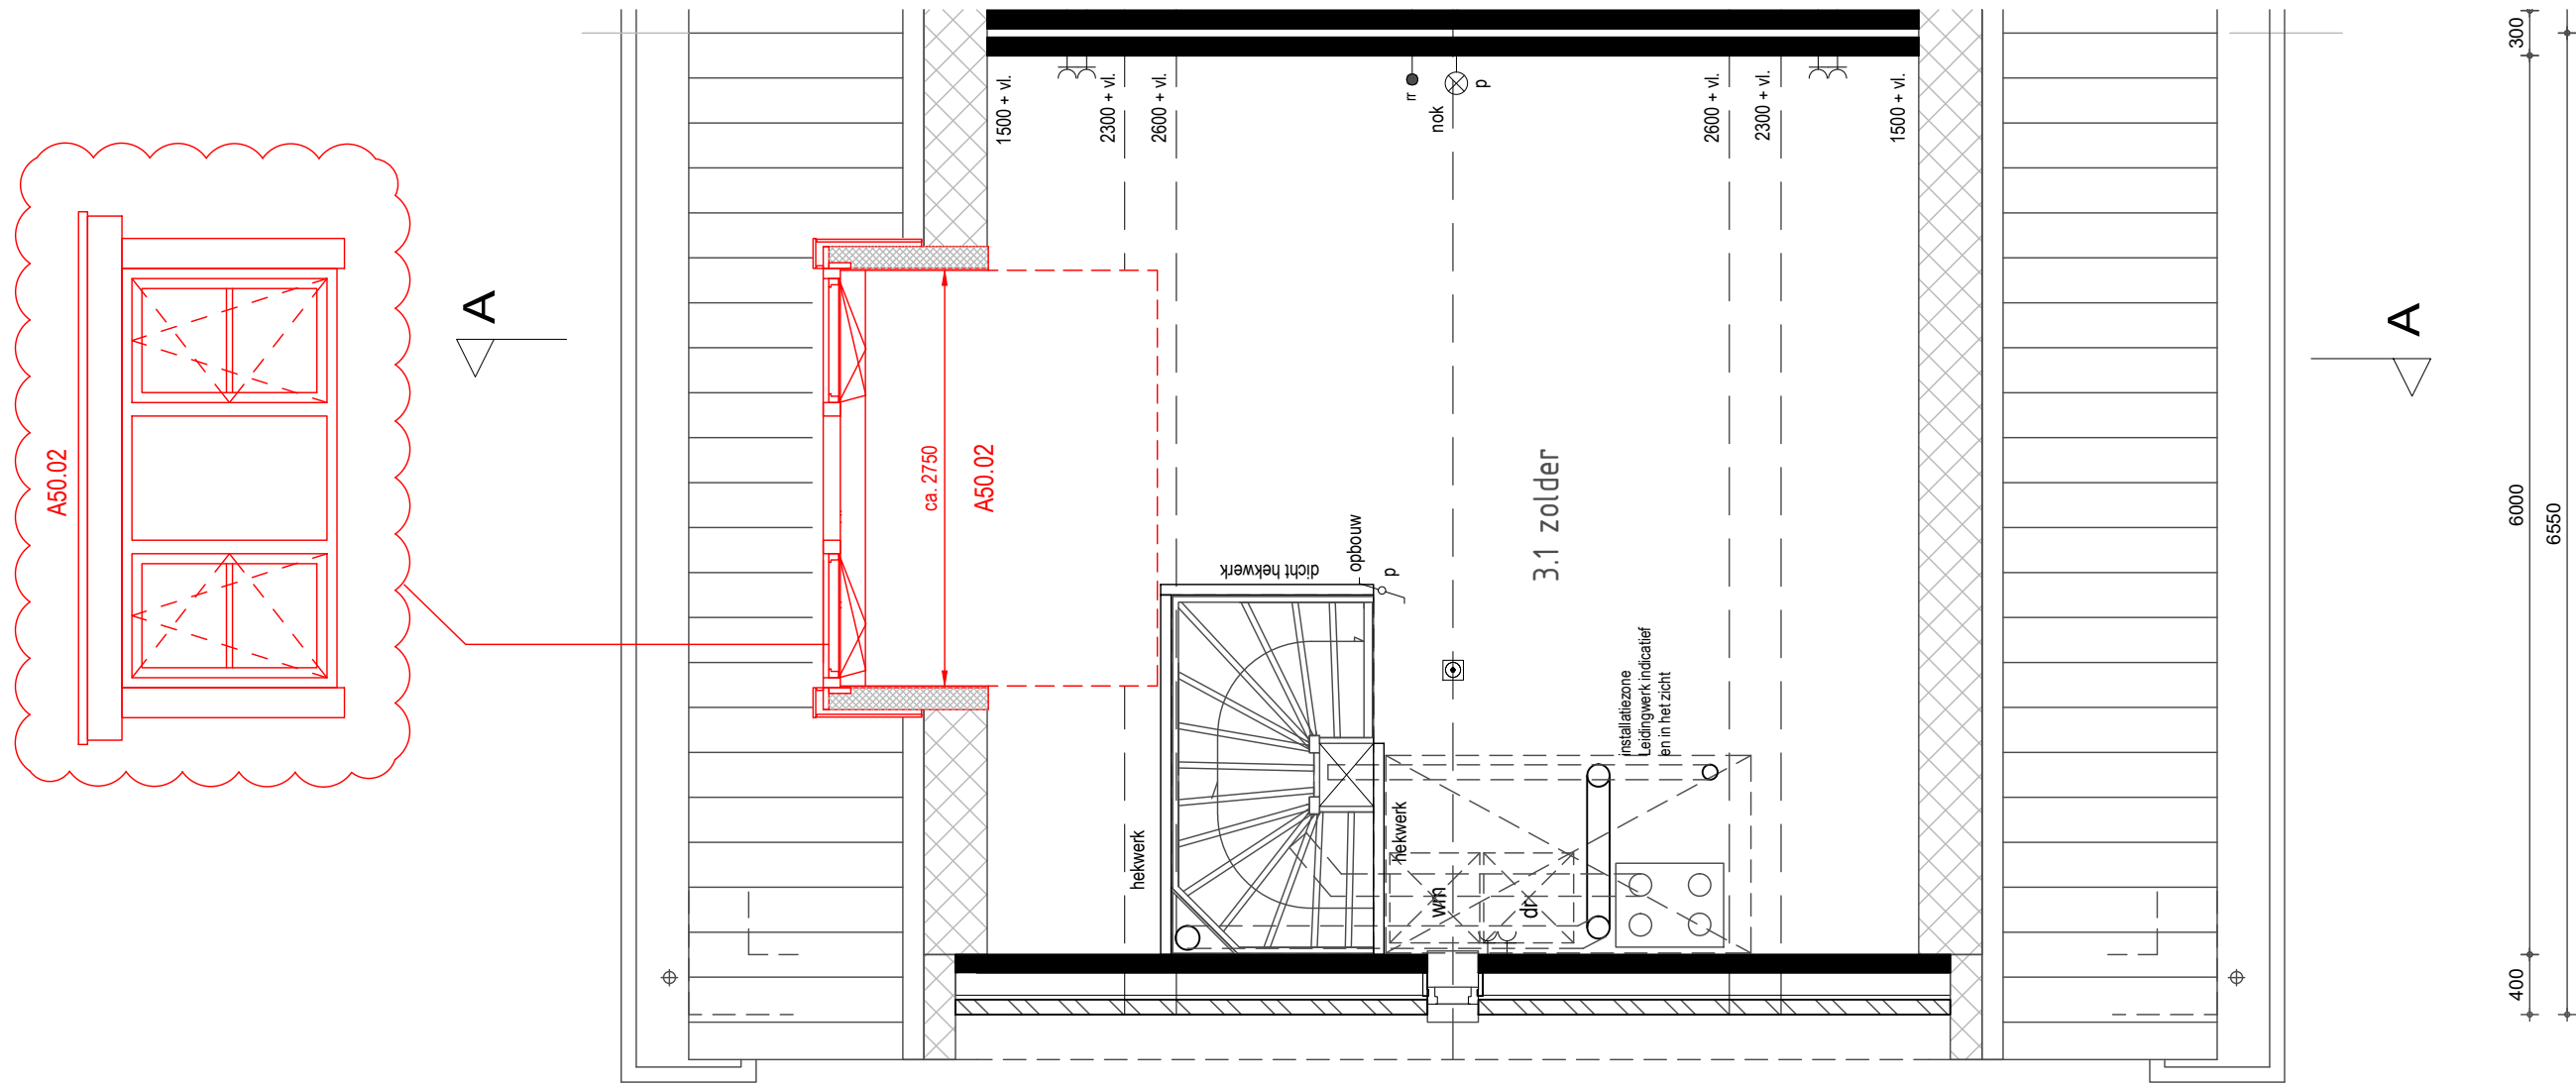 A50.02
A
ca. 2750
A50.02
1500 + vl.
2300 + vl.
2600 + vl.
rr
nok
p
2600 + vl.
2300 + vl.
1500 + vl.
dicht hekwerk
opbouw
p
3.1 zolder
installatiezone
Leidingwerk indicatief
en in het zicht
hekwerk
hekwerk
wm
dr
A
300
6000
6550
400